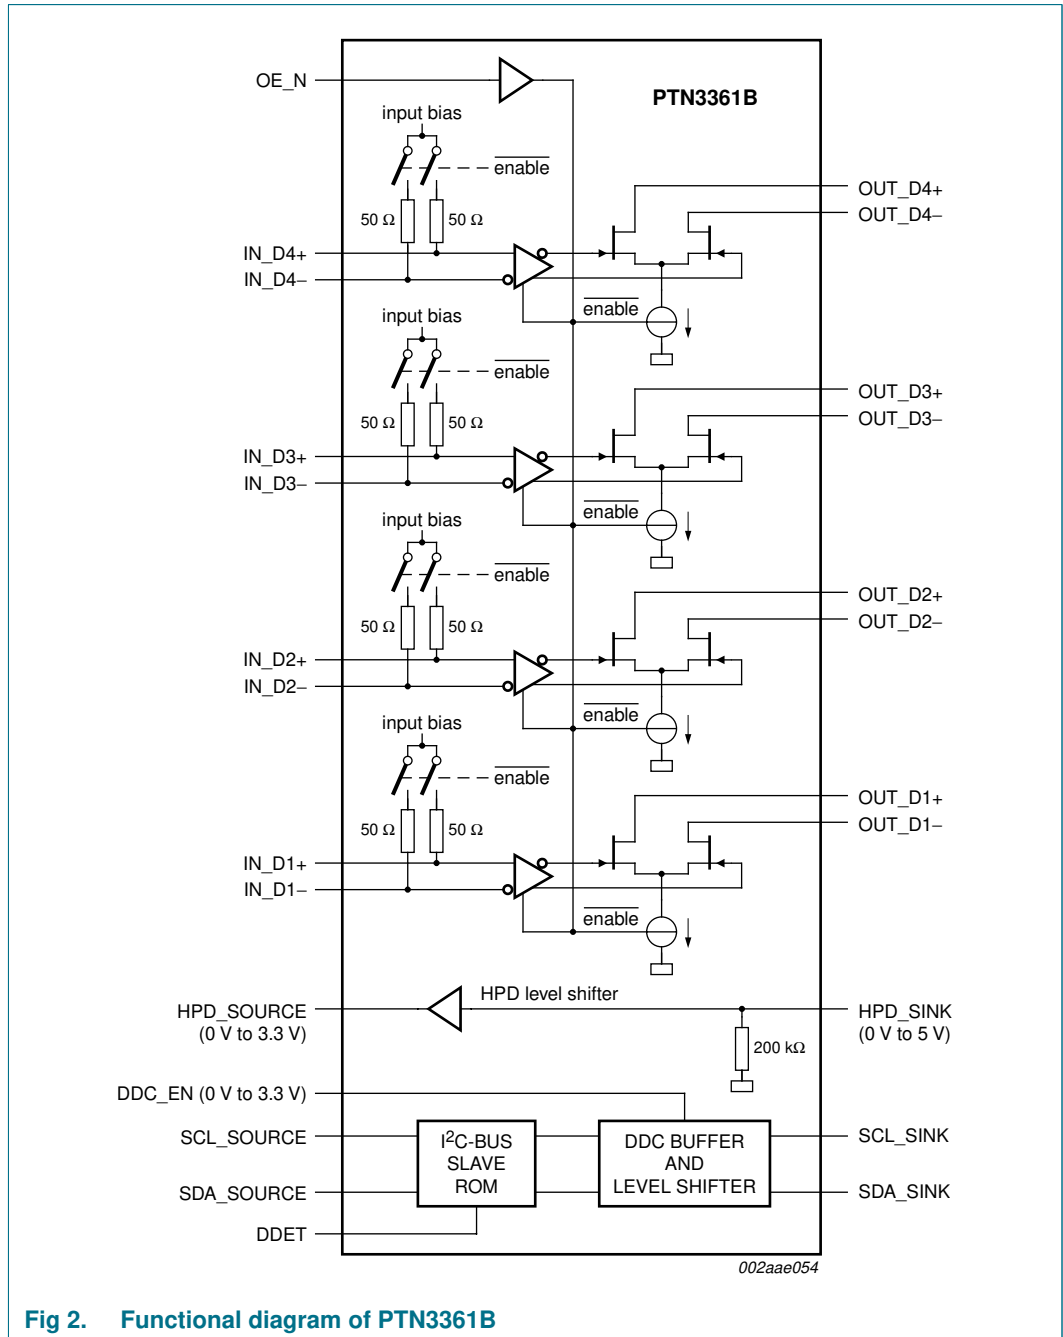 OE_N
PTN3361B
input bias
enable
50 Ω 50 Ω
OUT_D4+
OUT_D4−
IN_D4+
IN_D4−
enable
input bias
enable
50 Ω 50 Ω
OUT_D3+
OUT_D3−
IN_D3+
IN_D3−
enable
input bias
enable
50 Ω 50 Ω
OUT_D2+
OUT_D2−
IN_D2+
IN_D2−
enable
input bias
enable
50 Ω 50 Ω
OUT_D1+
OUT_D1−
IN_D1+
IN_D1−
enable
HPD level shifter
HPD_SOURCE
(0 V to 3.3 V)
HPD_SINK
(0 V to 5 V)
200 kΩ
DDC_EN (0 V to 3.3 V)
SCL_SOURCE
SDA_SOURCE
DDET
I²C-BUS
SLAVE
ROM
DDC BUFFER
AND
LEVEL SHIFTER
SCL_SINK
SDA_SINK
002aae054
Fig 2. Functional diagram of PTN3361B